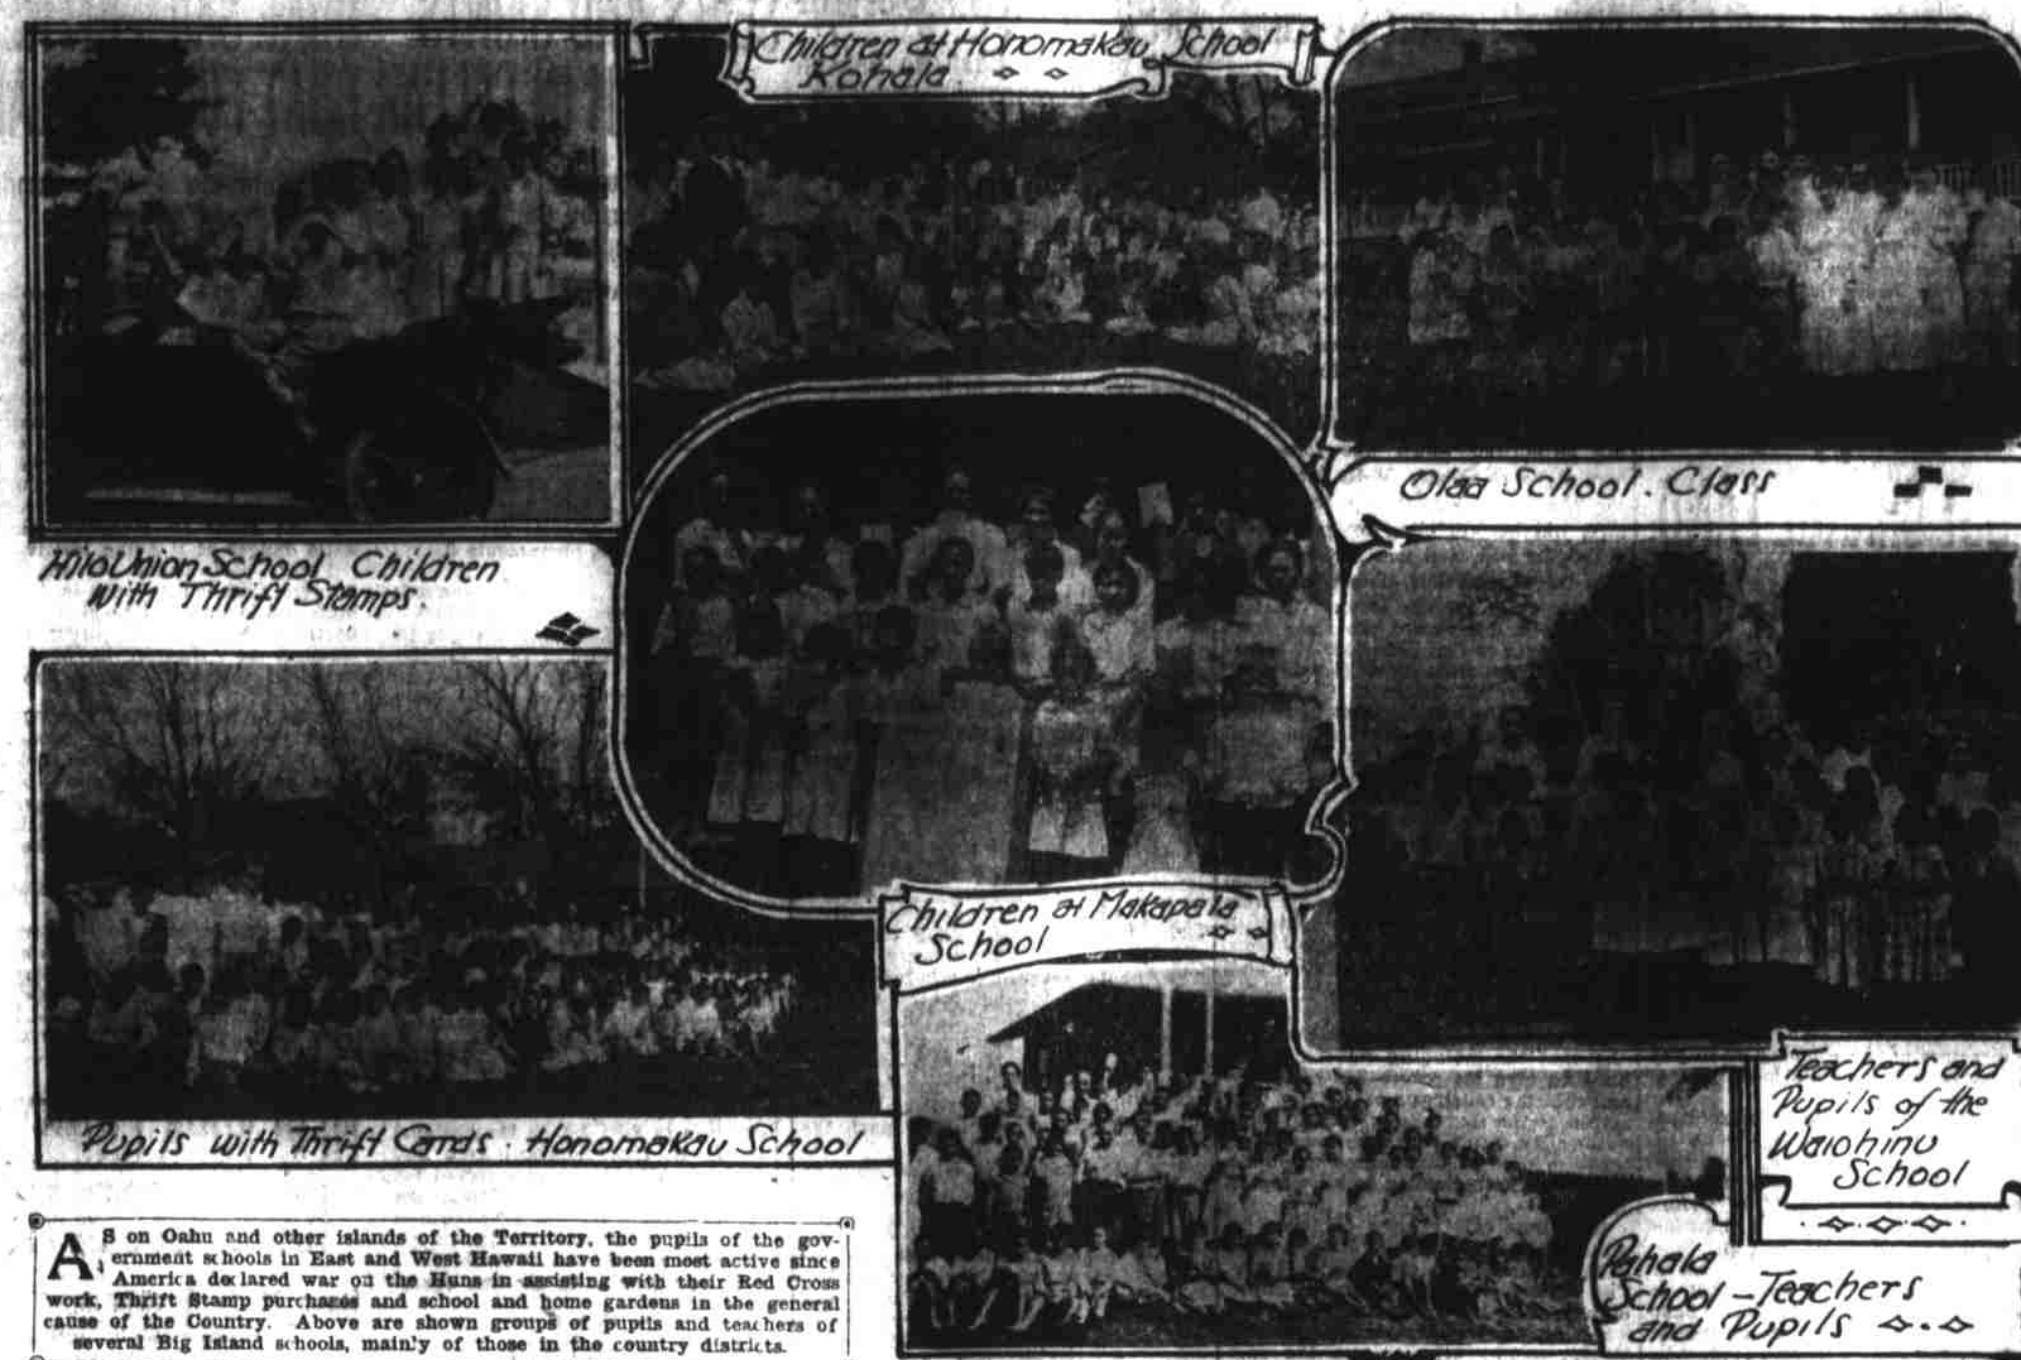 Children at Honomakau School
Kohala
Olaa School. Class
Hilo Union School Children
with Thrift Stamps.
Children at Makapala
School
Pupils with Thrift Cards. Honomakau School
Teachers and
Pupils of the
Waiohinu
School
Pahala
School - Teachers
and Pupils
AS on Oahu and other islands of the Territory, the pupils of the gov-
ernment schools in East and West Hawaii have been most active since
America declared war on the Huns in assisting with their Red Cross
work, Thrift Stamp purchases and school and home gardens in the general
cause of the Country. Above are shown groups of pupils and teachers of
several Big Island schools, mainly of those in the country districts.